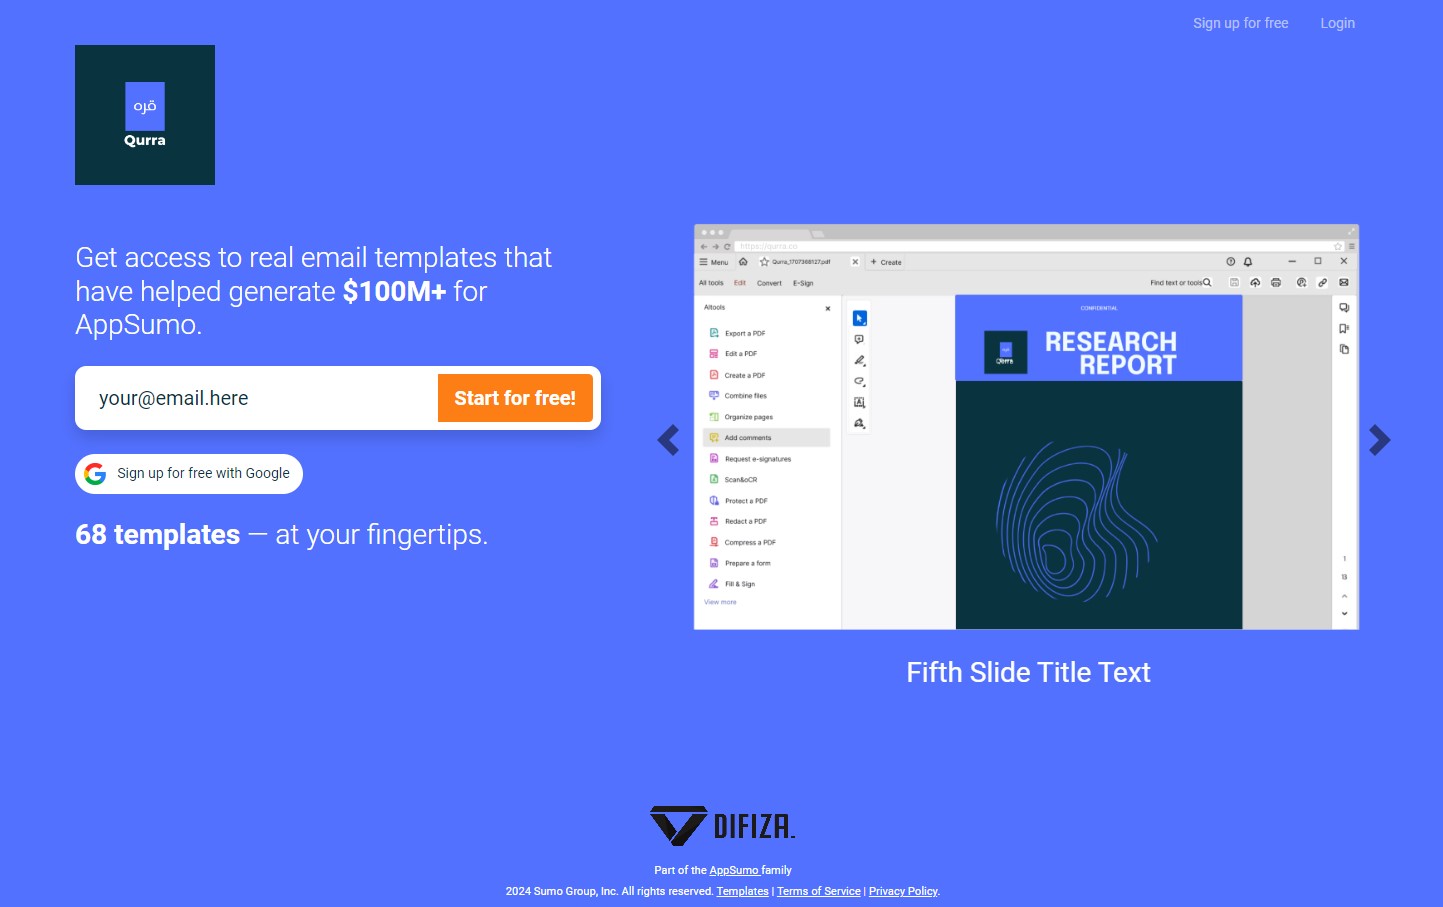 Sign up for free Login
قره
Qurra
Get access to real email templates that
have helped generate $100M+ for
AppSumo.
your@email.here Start for free!
Sign up for free with Google
68 templates — at your fingertips.
https://qurra.co
Menu Qurra_1707368127.pdf Create
All tools Edit Convert E-Sign Find text or tools
Altools
Export a PDF
Edit a PDF
Create a PDF
Combine files
Organize pages
Add comments
Request e-signatures
Scan&oCR
Protect a PDF
Redact a PDF
Compress a PDF
Prepare a form
Fill & Sign
View more
CONFIDENTIAL
RESEARCH
REPORT
Qurra
1
13
Fifth Slide Title Text
DIFIZA.
Part of the AppSumo family
2024 Sumo Group, Inc. All rights reserved. Templates | Terms of Service | Privacy Policy.